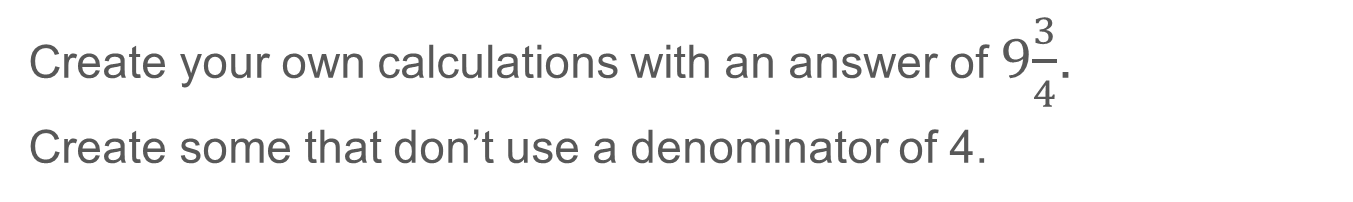 Create your own calculations with an answer of 9 3/4.
Create some that don’t use a denominator of 4.